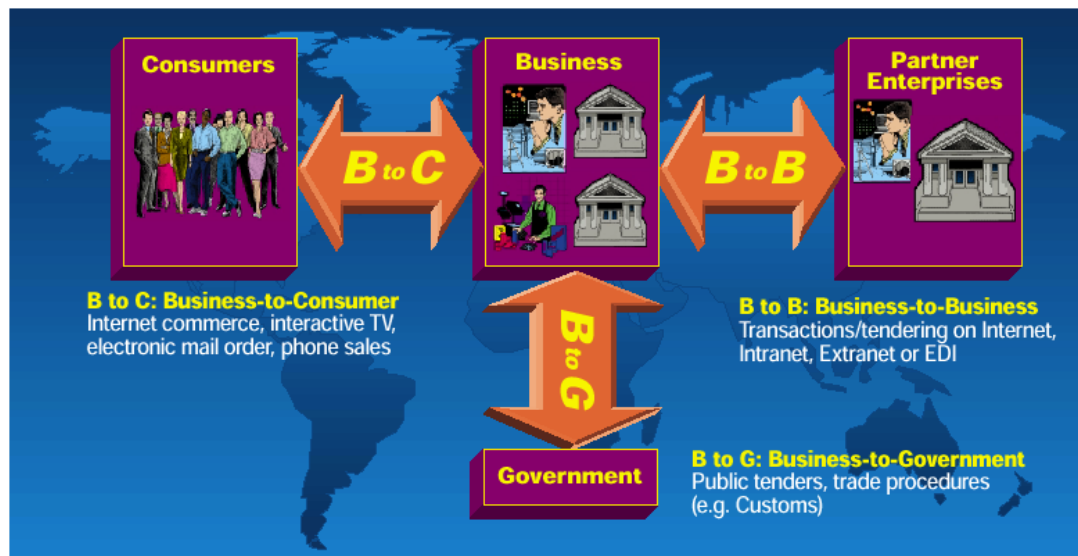 Consumers
Business
Partner
Enterprises
B to C
B to B
B to C: Business-to-Consumer
Internet commerce, interactive TV,
electronic mail order, phone sales
B to B: Business-to-Business
Transactions/tendering on Internet,
Intranet, Extranet or EDI
B to G
Government
B to G: Business-to-Government
Public tenders, trade procedures
(e.g. Customs)